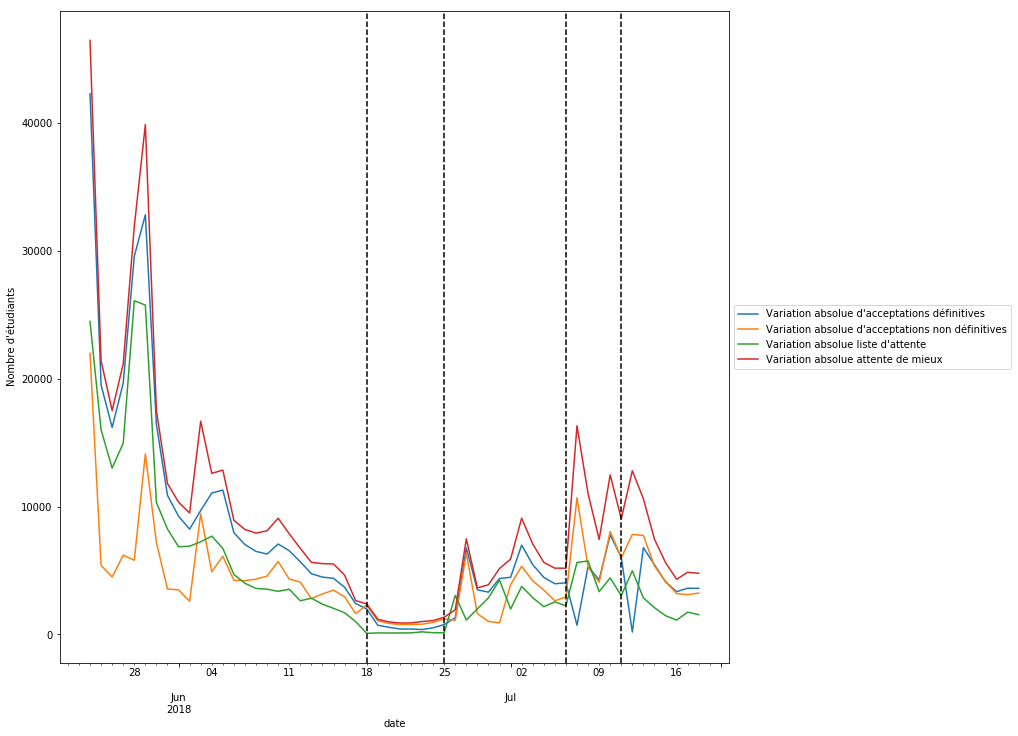 40000
30000
20000
10000
0
Nombre d'étudiants
28
04
11
18
25
02
09
16
Jun
2018
Jul
date
Variation absolue d'acceptations définitives
Variation absolue d'acceptations non définitives
Variation absolue liste d'attente
Variation absolue attente de mieux